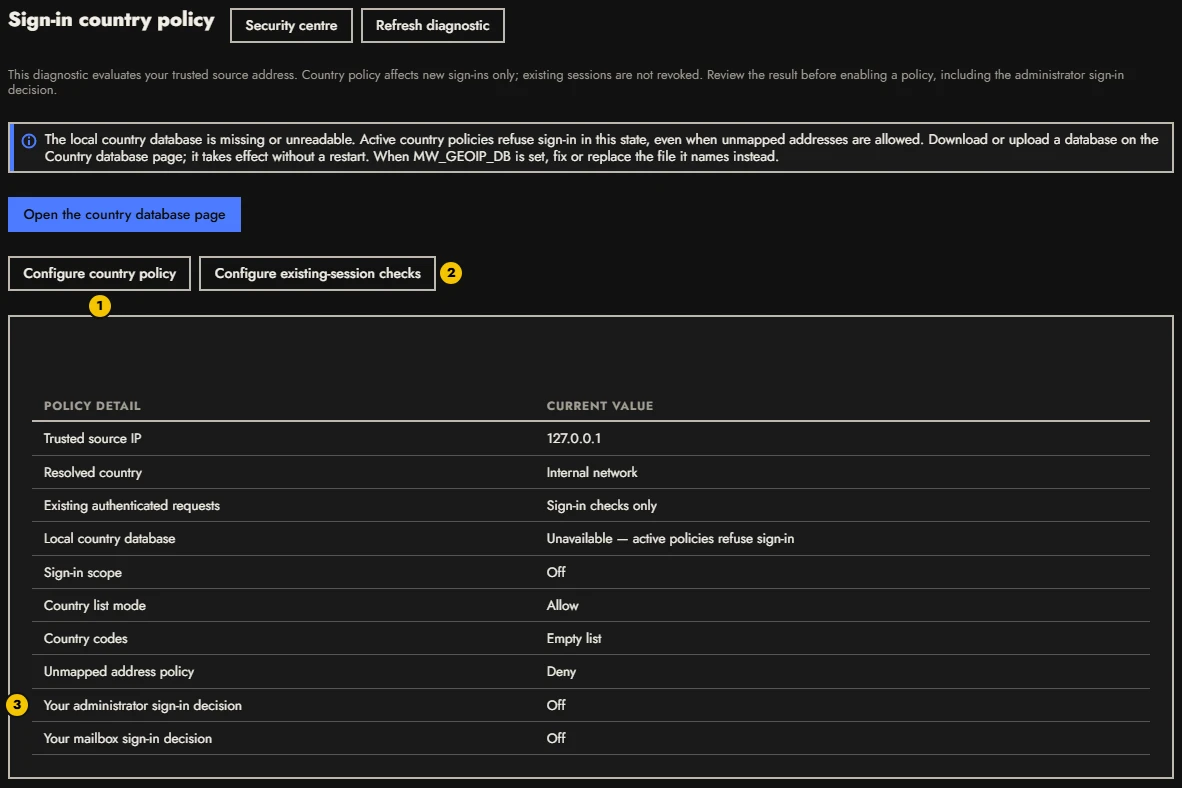 Sign-in country policy
Security centre
Refresh diagnostic
This diagnostic evaluates your trusted source address. Country policy affects new sign-ins only; existing sessions are not revoked. Review the result before enabling a policy, including the administrator sign-in
decision.
The local country database is missing or unreadable. Active country policies refuse sign-in in this state, even when unmapped addresses are allowed. Download or upload a database on the
Country database page; it takes effect without a restart. When MW_GEOIP_DB is set, fix or replace the file it names instead.
Open the country database page
Configure country policy
Configure existing-session checks
2
1
POLICY DETAIL CURRENT VALUE
Trusted source IP 127.0.0.1
Resolved country Internal network
Existing authenticated requests Sign-in checks only
Local country database Unavailable — active policies refuse sign-in
Sign-in scope Off
Country list mode Allow
Country codes Empty list
Unmapped address policy Deny
3 Your administrator sign-in decision Off
Your mailbox sign-in decision Off